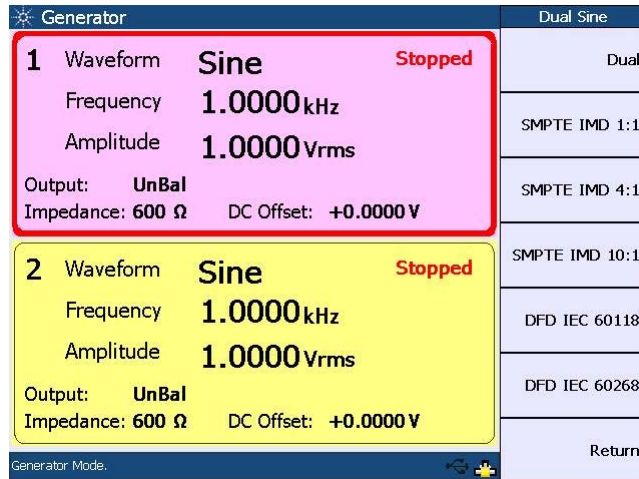 Generator
1 Waveform Sine Stopped
Frequency 1.0000 kHz
Amplitude 1.0000 Vrms
Output: UnBal
Impedance: 600 Ω DC Offset: +0.0000 V
2 Waveform Sine Stopped
Frequency 1.0000 kHz
Amplitude 1.0000 Vrms
Output: UnBal
Impedance: 600 Ω DC Offset: +0.0000 V
Generator Mode.
Dual Sine
Dual
SMPTE IMD 1:1
SMPTE IMD 4:1
SMPTE IMD 10:1
DFD IEC 60118
DFD IEC 60268
Return